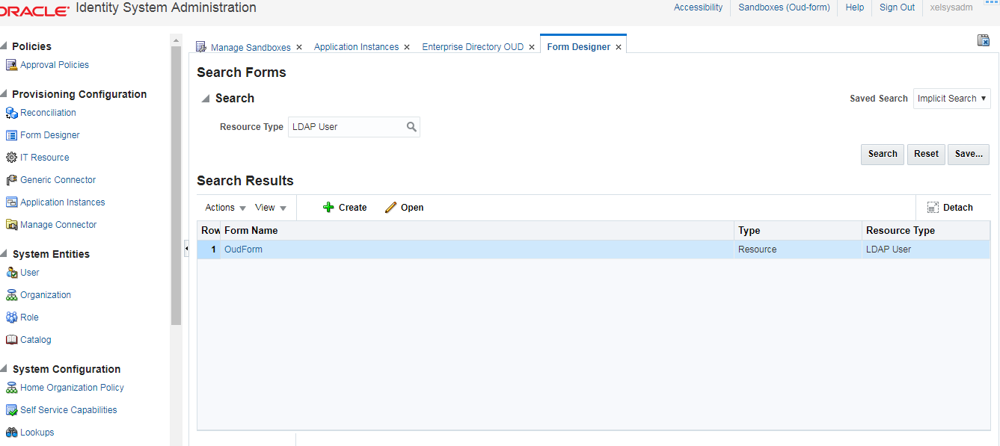 ORACLE Identity System Administration
Accessibility Sandboxes (Oud-form) Help Sign Out xelsysadm
Policies
Approval Policies
Provisioning Configuration
Reconciliation
Form Designer
IT Resource
Generic Connector
Application Instances
Manage Connector
System Entities
User
Organization
Role
Catalog
System Configuration
Home Organization Policy
Self Service Capabilities
Lookups
Manage Sandboxes Application Instances Enterprise Directory OUD Form Designer
Search Forms
Search
Saved Search Implicit Search
Resource Type LDAP User
Search Reset Save...
Search Results
Actions View Create Open Detach
Row Form Name Type Resource Type
1 OudForm Resource LDAP User